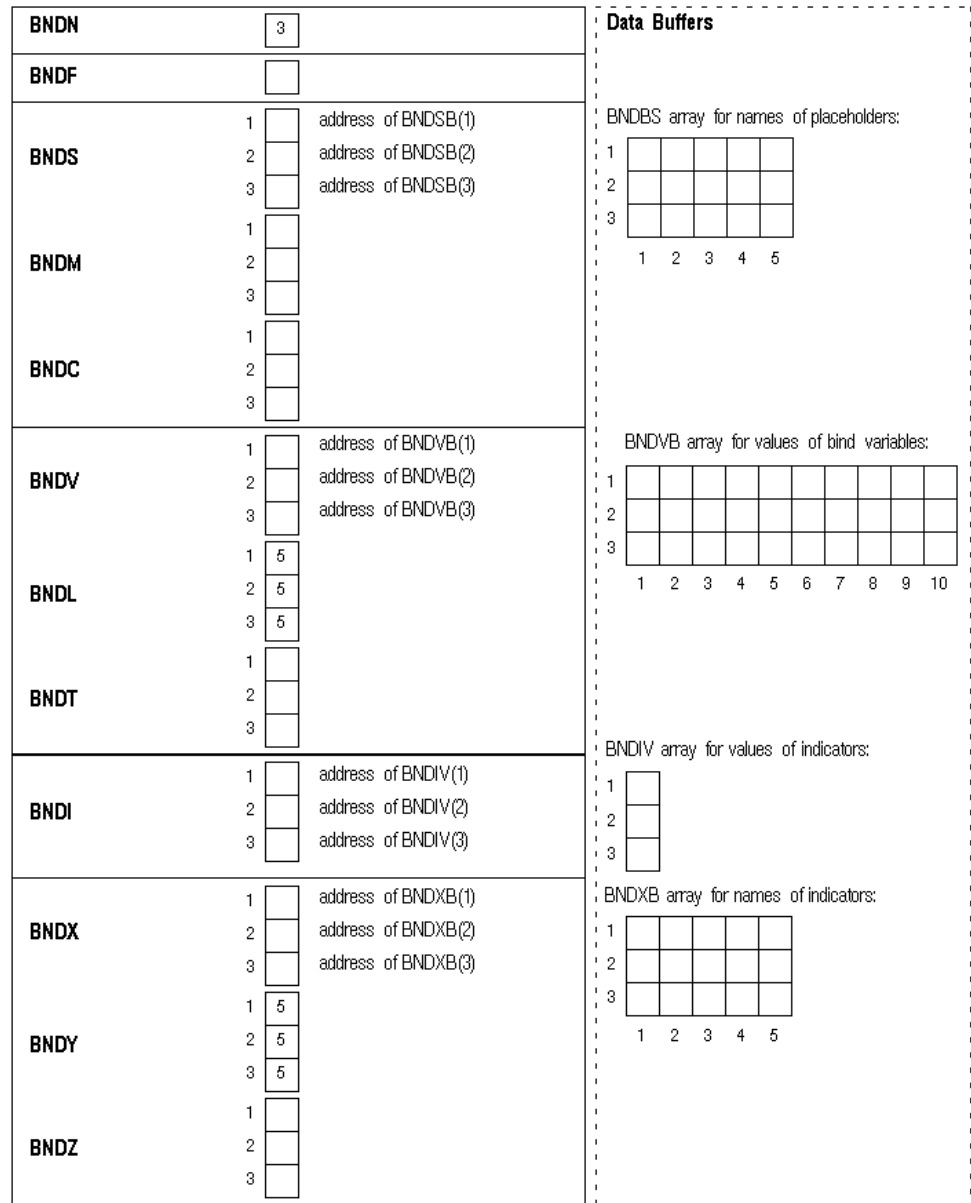 BNDN 3
BNDF
BNDS
1 address of BNDSB(1)
2 address of BNDSB(2)
3 address of BNDSB(3)
BNDM
1
2
3
BNDC
1
2
3
BNDV
1 address of BNDVB(1)
2 address of BNDVB(2)
3 address of BNDVB(3)
BNDL
1 5
2 5
3 5
BNDT
1
2
3
BNDI
1 address of BNDIV(1)
2 address of BNDIV(2)
3 address of BNDIV(3)
BNDX
1 address of BNDXB(1)
2 address of BNDXB(2)
3 address of BNDXB(3)
BNDY
1 5
2 5
3 5
BNDZ
1
2
3
Data Buffers
BNDBS array for names of placeholders:
1
2
3
1 2 3 4 5
BNDVB array for values of bind variables:
1
2
3
1 2 3 4 5 6 7 8 9 10
BNDIV array for values of indicators:
1
2
3
BNDXB array for names of indicators:
1
2
3
1 2 3 4 5